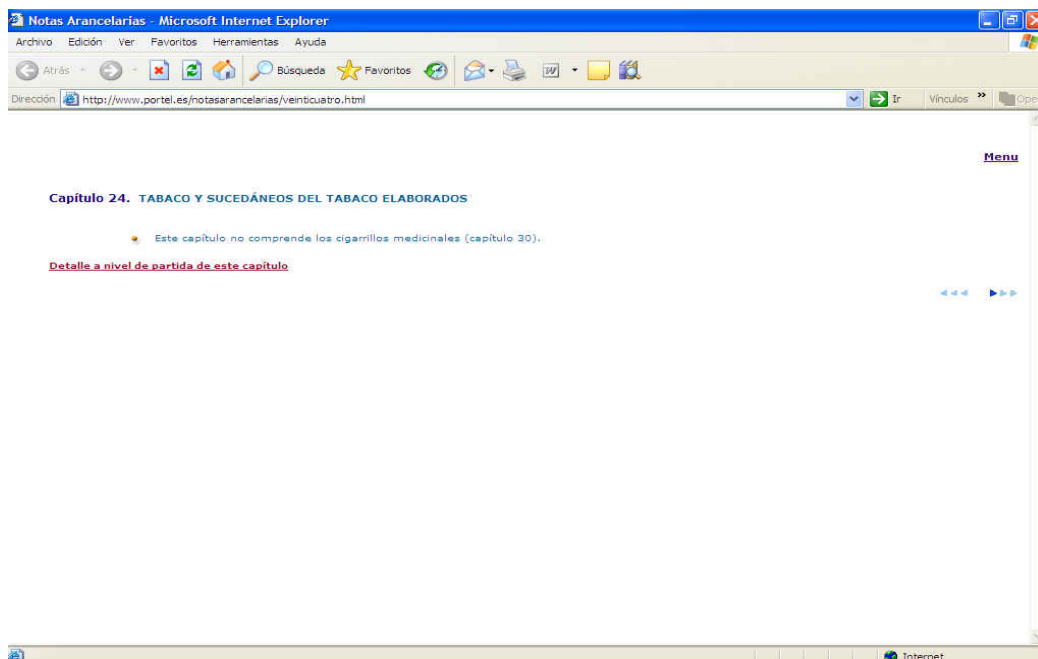 Notas Arancelarias - Microsoft Internet Explorer
Archivo Edición Ver Favoritos Herramientas Ayuda
Atrás Búsqueda Favoritos
Dirección http://www.portel.es/notasarancelarias/veinticuatro.html Ir Vínculos »
Menu
Capítulo 24. TABACO Y SUCEDÁNEOS DEL TABACO ELABORADOS
Este capítulo no comprende los cigarrillos medicinales (capítulo 30).
Detalle a nivel de partida de este capítulo
Internet